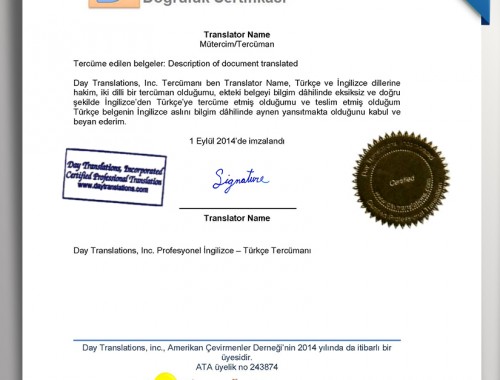 Doğruluk Sertifikası
Translator Name
Mütercim/Tercüman
Tercüme edilen belgeler: Description of document translated
Day Translations, Inc. Tercümanı ben Translator Name, Türkçe ve İngilizce dillerine
hakim, iki dilli bir tercüman olduğumu, ekteki belgeyi bilgim dâhilinde eksiksiz ve doğru
şekilde İngilizce'den Türkçe'ye tercüme etmiş olduğumu ve teslim etmiş olduğum
Türkçe belgenin İngilizce aslını bilgim dâhilinde aynen yansıtmakta olduğunu kabul ve
beyan ederim.
1 Eylül 2014'de imzalandı
Day Translations, Incorporated
Certified Professional Translation
www.daytranslations.com
Signature
Certified
Translator Name
Day Translations, Inc. Profesyonel İngilizce – Türkçe Tercümanı
Day Translations, inc., Amerikan Çevirmenler Derneği'nin 2014 yılında da itibarlı bir
üyesidir.
ATA üyelik no 243874